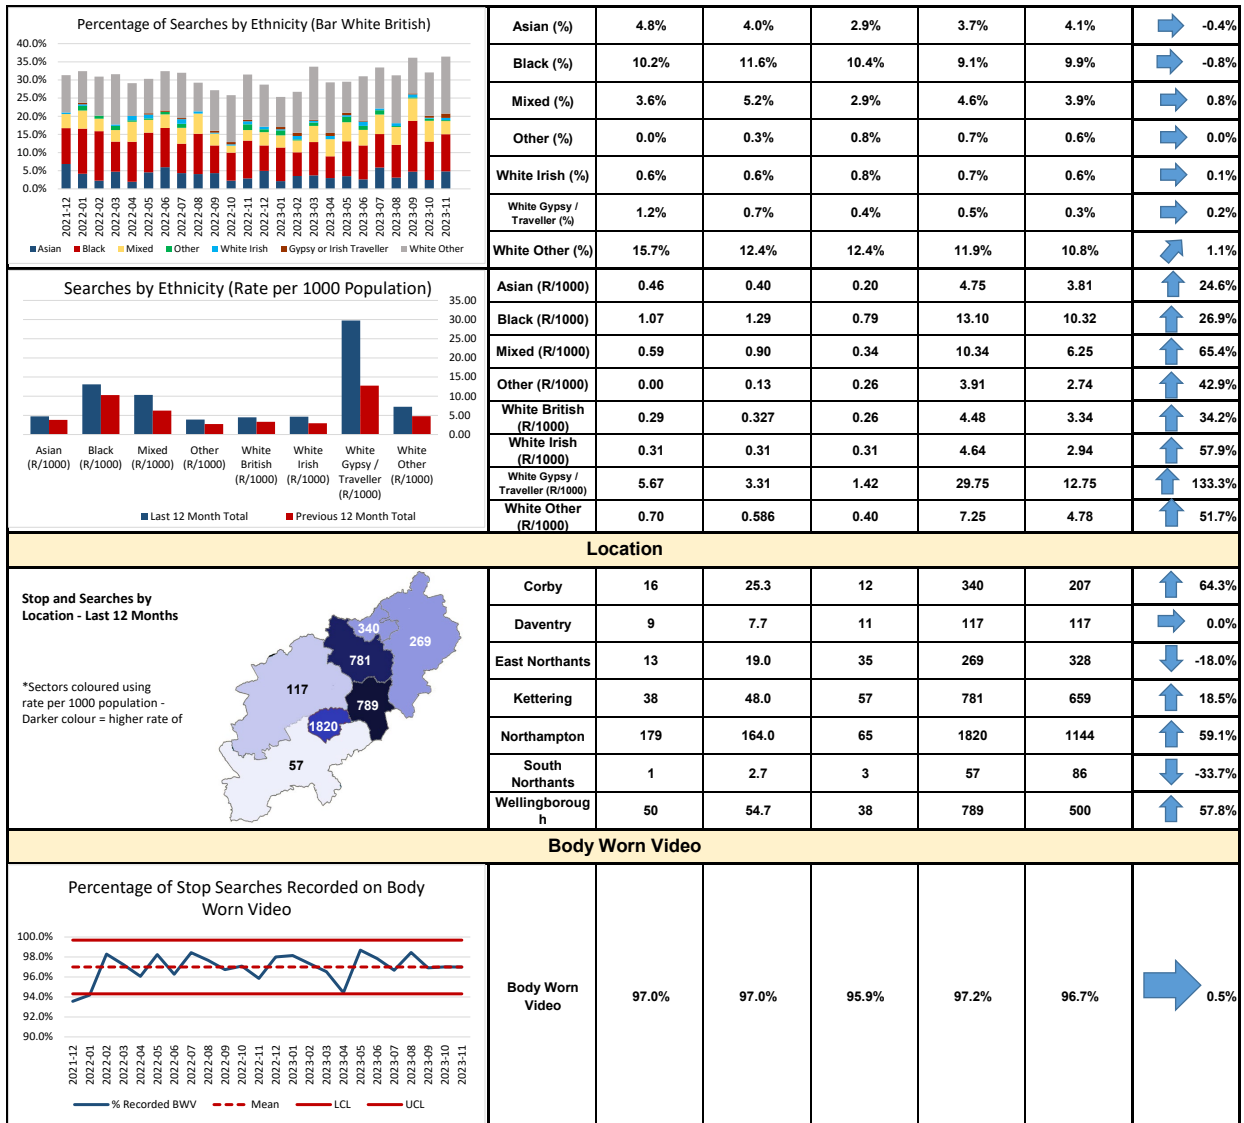 Percentage of Searches by Ethnicity (Bar White British)
40.0%
35.0%
30.0%
25.0%
20.0%
15.0%
10.0%
5.0%
0.0%
2021-12 2022-01 2022-02 2022-03 2022-04 2022-05 2022-06 2022-07 2022-08 2022-09 2022-10 2022-11 2022-12 2023-01 2023-02 2023-03 2023-04 2023-05 2023-06 2023-07 2023-08 2023-09 2023-10 2023-11
Asian Black Mixed Other White Irish Gypsy or Irish Traveller White Other
Asian (%) 4.8% 4.0% 2.9% 3.7% 4.1% -0.4%
Black (%) 10.2% 11.6% 10.4% 9.1% 9.9% -0.8%
Mixed (%) 3.6% 5.2% 2.9% 4.6% 3.9% 0.8%
Other (%) 0.0% 0.3% 0.8% 0.7% 0.6% 0.0%
White Irish (%) 0.6% 0.6% 0.8% 0.7% 0.6% 0.1%
White Gypsy /
Traveller (%) 1.2% 0.7% 0.4% 0.5% 0.3% 0.2%
White Other (%) 15.7% 12.4% 12.4% 11.9% 10.8% 1.1%
Searches by Ethnicity (Rate per 1000 Population)
35.00
30.00
25.00
20.00
15.00
10.00
5.00
0.00
Asian (R/1000)
Black (R/1000)
Mixed (R/1000)
Other (R/1000)
White British (R/1000)
White Irish (R/1000)
White Gypsy / Traveller (R/1000)
White Other (R/1000)
Last 12 Month Total Previous 12 Month Total
Asian (R/1000) 0.46 0.40 0.20 4.75 3.81 24.6%
Black (R/1000) 1.07 1.29 0.79 13.10 10.32 26.9%
Mixed (R/1000) 0.59 0.90 0.34 10.34 6.25 65.4%
Other (R/1000) 0.00 0.13 0.26 3.91 2.74 42.9%
White British
(R/1000) 0.29 0.327 0.26 4.48 3.34 34.2%
White Irish
(R/1000) 0.31 0.31 0.31 4.64 2.94 57.9%
White Gypsy /
Traveller (R/1000) 5.67 3.31 1.42 29.75 12.75 133.3%
White Other
(R/1000) 0.70 0.586 0.40 7.25 4.78 51.7%
Location
Stop and Searches by
Location - Last 12 Months
*Sectors coloured using
rate per 1000 population -
Darker colour = higher rate of
340
269
781
117
789
1820
57
Corby 16 25.3 12 340 207 64.3%
Daventry 9 7.7 11 117 117 0.0%
East Northants 13 19.0 35 269 328 -18.0%
Kettering 38 48.0 57 781 659 18.5%
Northampton 179 164.0 65 1820 1144 59.1%
South
Northants 1 2.7 3 57 86 -33.7%
Wellingboroug
h 50 54.7 38 789 500 57.8%
Body Worn Video
Percentage of Stop Searches Recorded on Body
Worn Video
100.0%
98.0%
96.0%
94.0%
92.0%
90.0%
2021-12 2022-01 2022-02 2022-03 2022-04 2022-05 2022-06 2022-07 2022-08 2022-09 2022-10 2022-11 2022-12 2023-01 2023-02 2023-03 2023-04 2023-05 2023-06 2023-07 2023-08 2023-09 2023-10 2023-11
% Recorded BWV Mean LCL UCL
Body Worn
Video 97.0% 97.0% 95.9% 97.2% 96.7% 0.5%